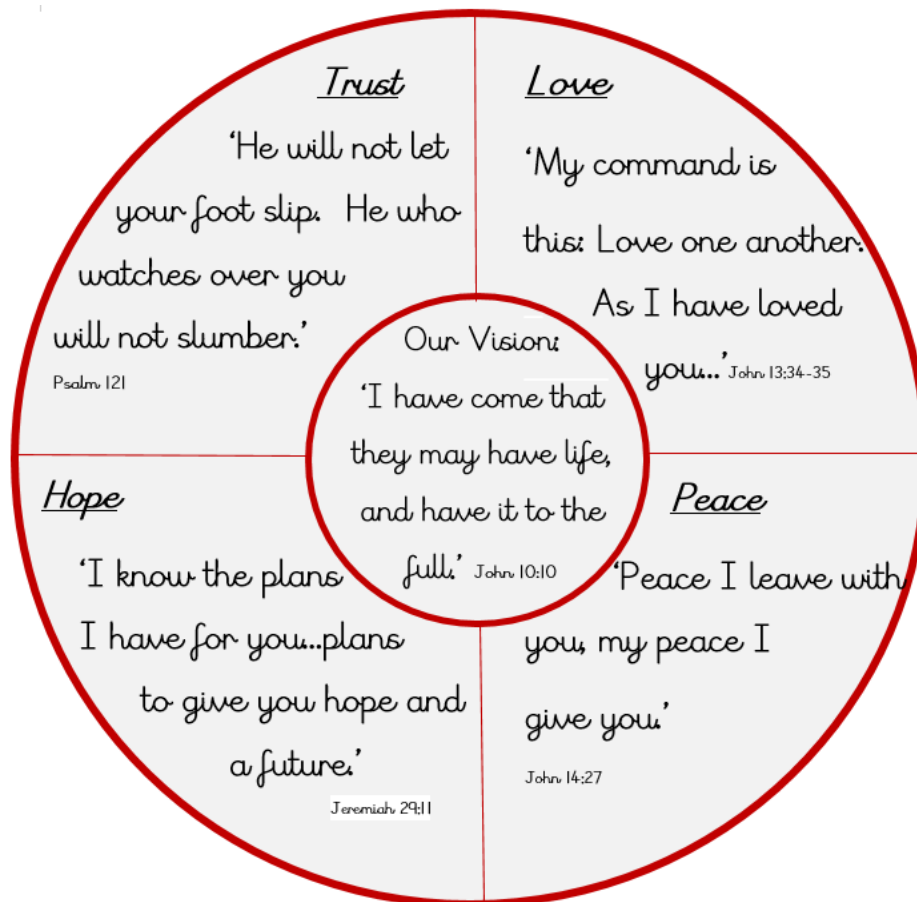 Trust
‘He will not let
your foot slip. He who
watches over you
will not slumber.’
Psalm 121
Love
‘My command is
this: Love one another.
As I have loved
you...’ John 13:34-35
Our Vision:
‘I have come that
they may have life,
and have it to the
full.’ John 10:10
Hope
‘I know the plans
I have for you...plans
to give you hope and
a future.’
Jeremiah 29:11
Peace
‘Peace I leave with
you, my peace I
give you.’
John 14:27